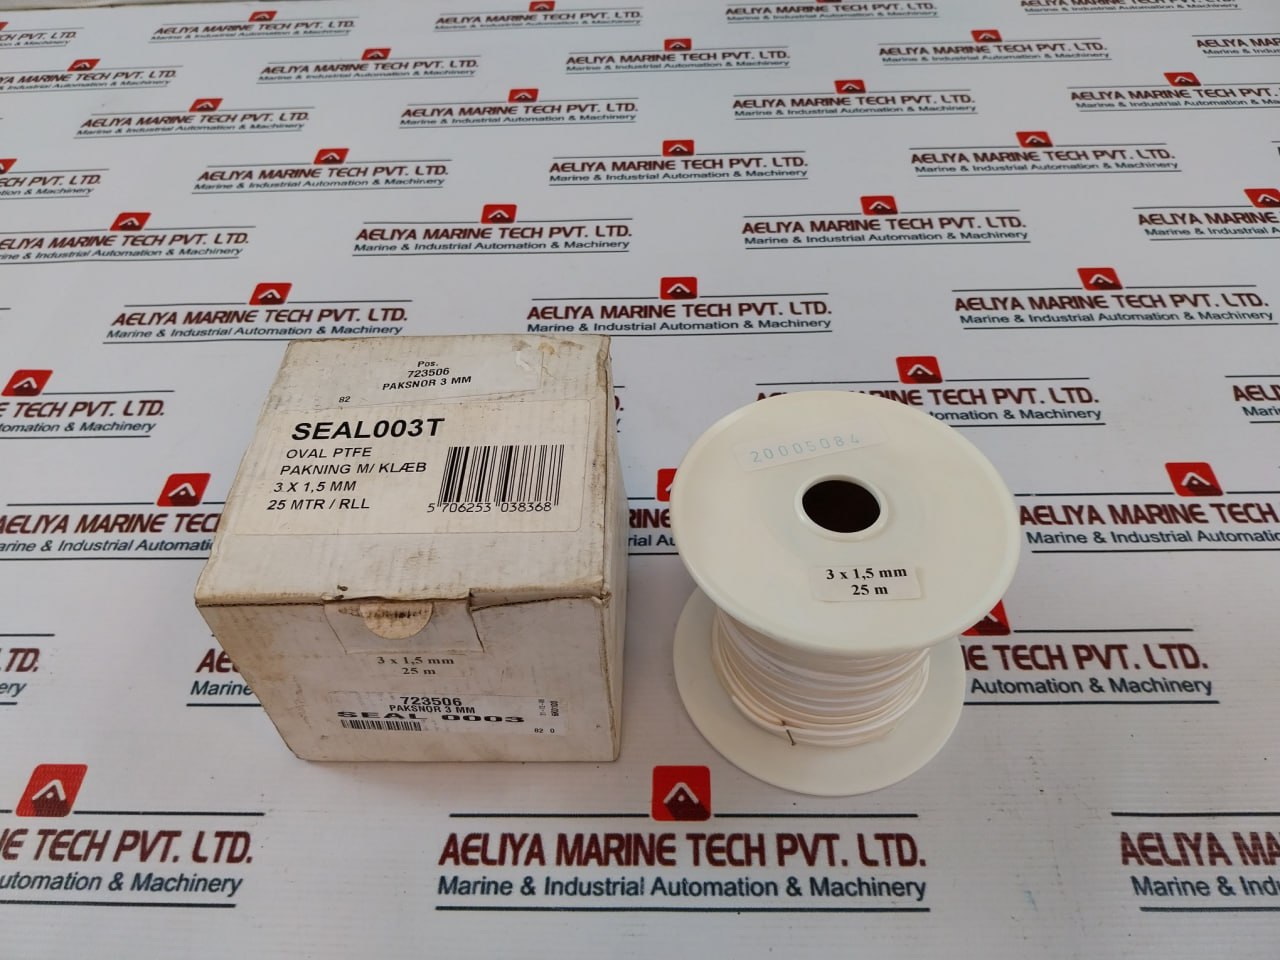 AELIYA MARINE TECH PVT. LTD.
Marine & Industrial Automation & Machinery
Pos.
723506
PAKSNOR 3 MM
82
SEAL003T
OVAL PTFE
PAKNING M/ KLÆB
3 X 1,5 MM
25 MTR / RLL
5 706253 038368
3 x 1,5 mm
25 m
723506
PAKSNOR 3 MM
SEAL 0003
82 0
20005084
3 x 1,5 mm
25 m